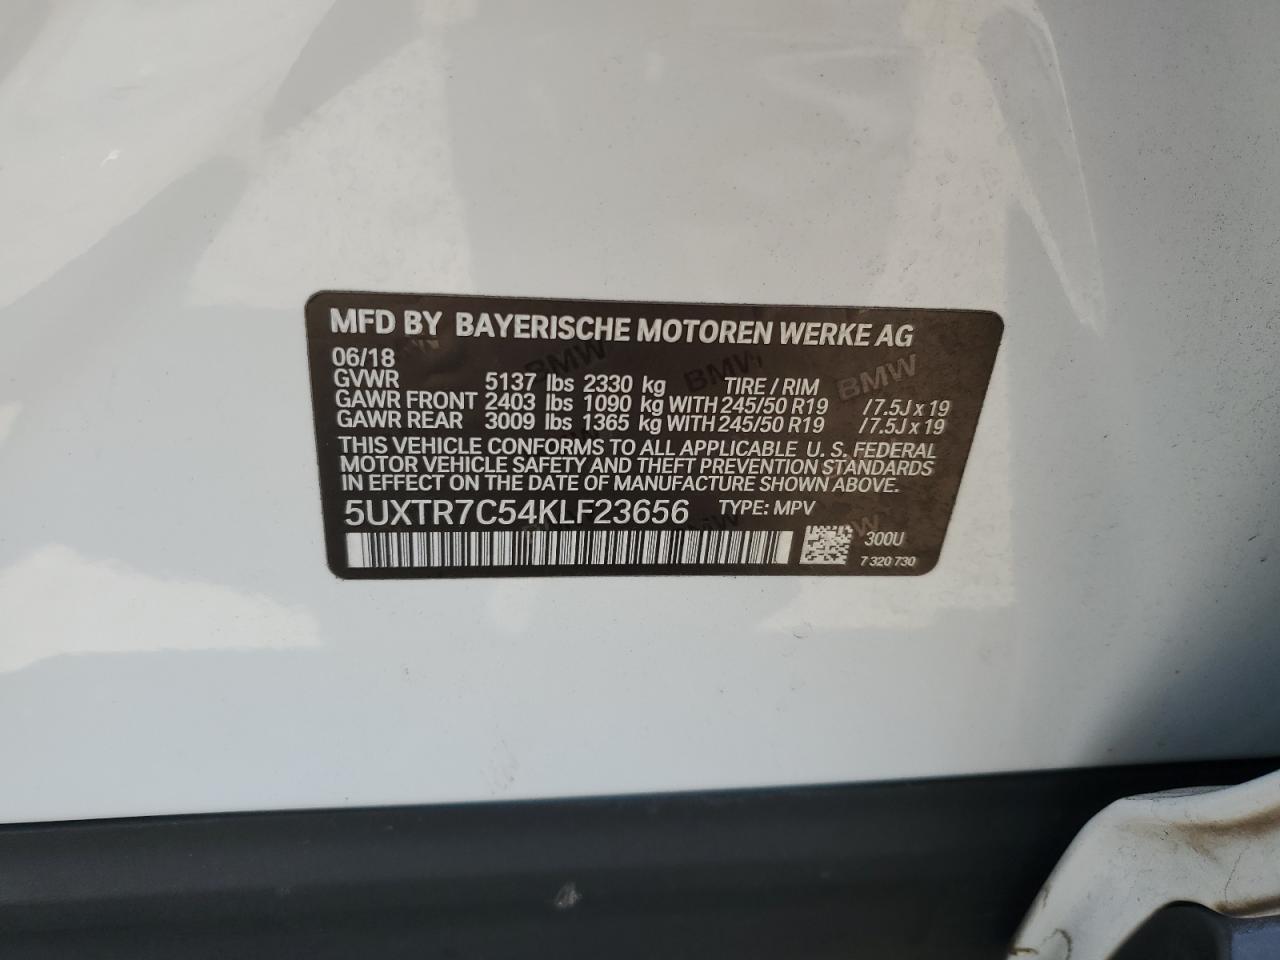 MFD BY BAYERISCHE MOTOREN WERKE AG
06/18
GVWR 5137 lbs 2330 kg TIRE / RIM
GAWR FRONT 2403 lbs 1090 kg WITH 245/50 R19 / 7.5J x 19
GAWR REAR 3009 lbs 1365 kg WITH 245/50 R19 / 7.5J x 19
THIS VEHICLE CONFORMS TO ALL APPLICABLE U. S. FEDERAL
MOTOR VEHICLE SAFETY AND THEFT PREVENTION STANDARDS
IN EFFECT ON THE DATE OF MANUFACTURE SHOWN ABOVE.
5UXTR7C54KLF23656 TYPE: MPV
300U
7 320 730
BMW
BMW
BMW